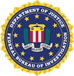 DEPARTMENT OF JUSTICE
FEDERAL BUREAU OF INVESTIGATION